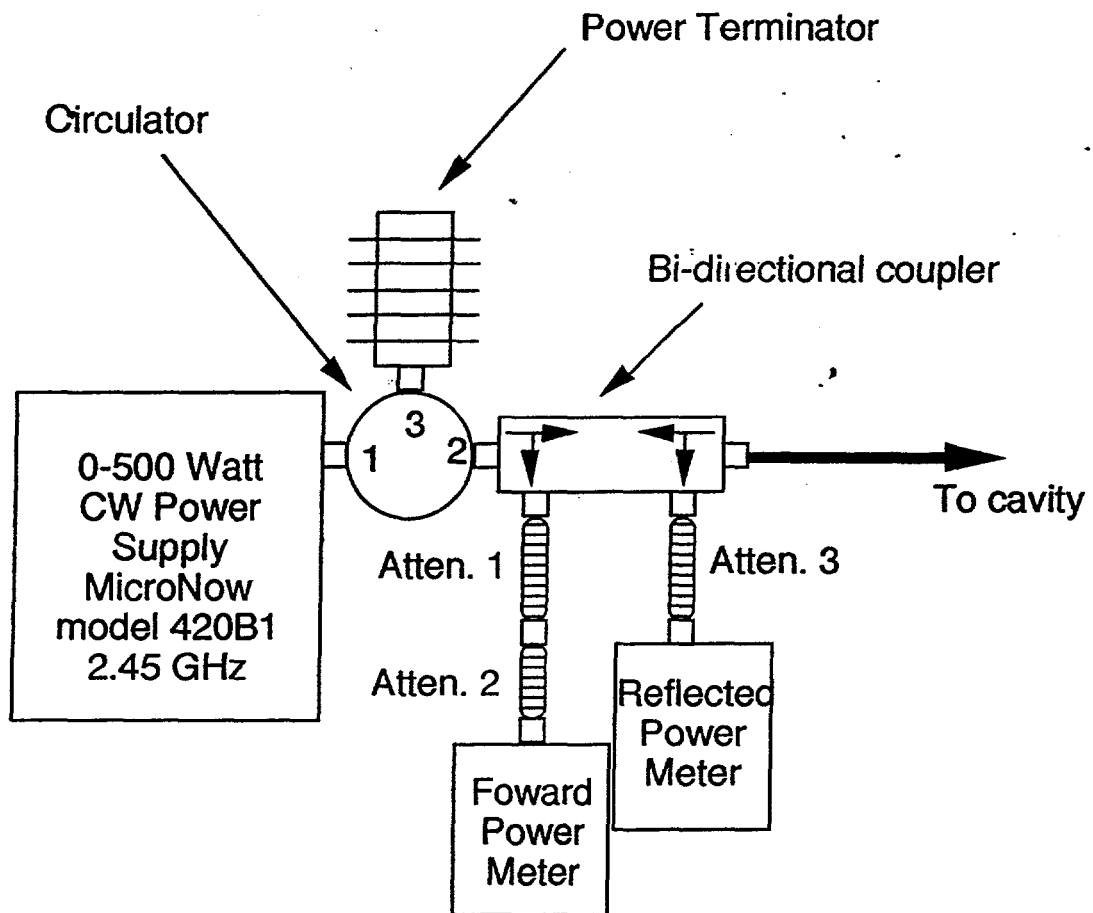 Power Terminator
Circulator
Bi-directional coupler
3
1
2
0-500 Watt
CW Power
Supply
MicroNow
model 420B1
2.45 GHz
To cavity
Atten. 1
Atten. 3
Atten. 2
Reflected
Power
Meter
Foward
Power
Meter